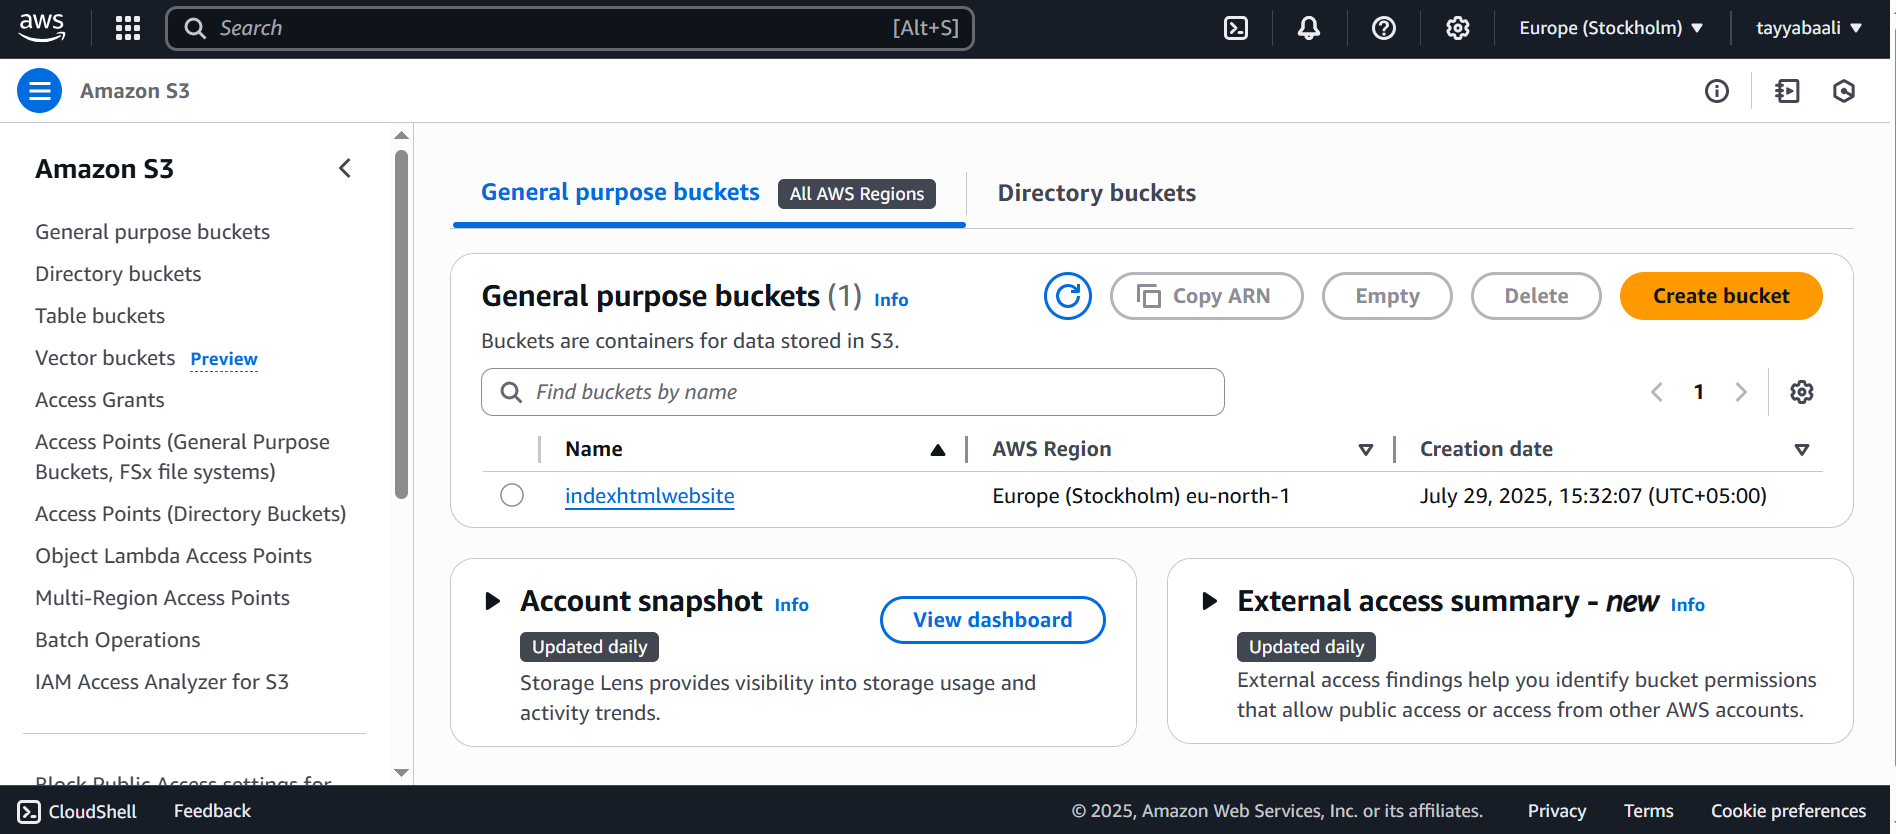 aws
Search [Alt+S]
Europe (Stockholm)
tayyabaali
Amazon S3
Amazon S3
General purpose buckets
Directory buckets
Table buckets
Vector buckets Preview
Access Grants
Access Points (General Purpose
Buckets, FSx file systems)
Access Points (Directory Buckets)
Object Lambda Access Points
Multi-Region Access Points
Batch Operations
IAM Access Analyzer for S3
Block Public Access settings for
General purpose buckets All AWS Regions
Directory buckets
General purpose buckets (1) Info
Copy ARN
Empty
Delete
Create bucket
Buckets are containers for data stored in S3.
Find buckets by name
1
Name AWS Region Creation date
indexhtmlwebsite Europe (Stockholm) eu-north-1 July 29, 2025, 15:32:07 (UTC+05:00)
Account snapshot Info
View dashboard
Updated daily
Storage Lens provides visibility into storage usage and
activity trends.
External access summary - new Info
Updated daily
External access findings help you identify bucket permissions
that allow public access or access from other AWS accounts.
CloudShell Feedback © 2025, Amazon Web Services, Inc. or its affiliates. Privacy Terms Cookie preferences